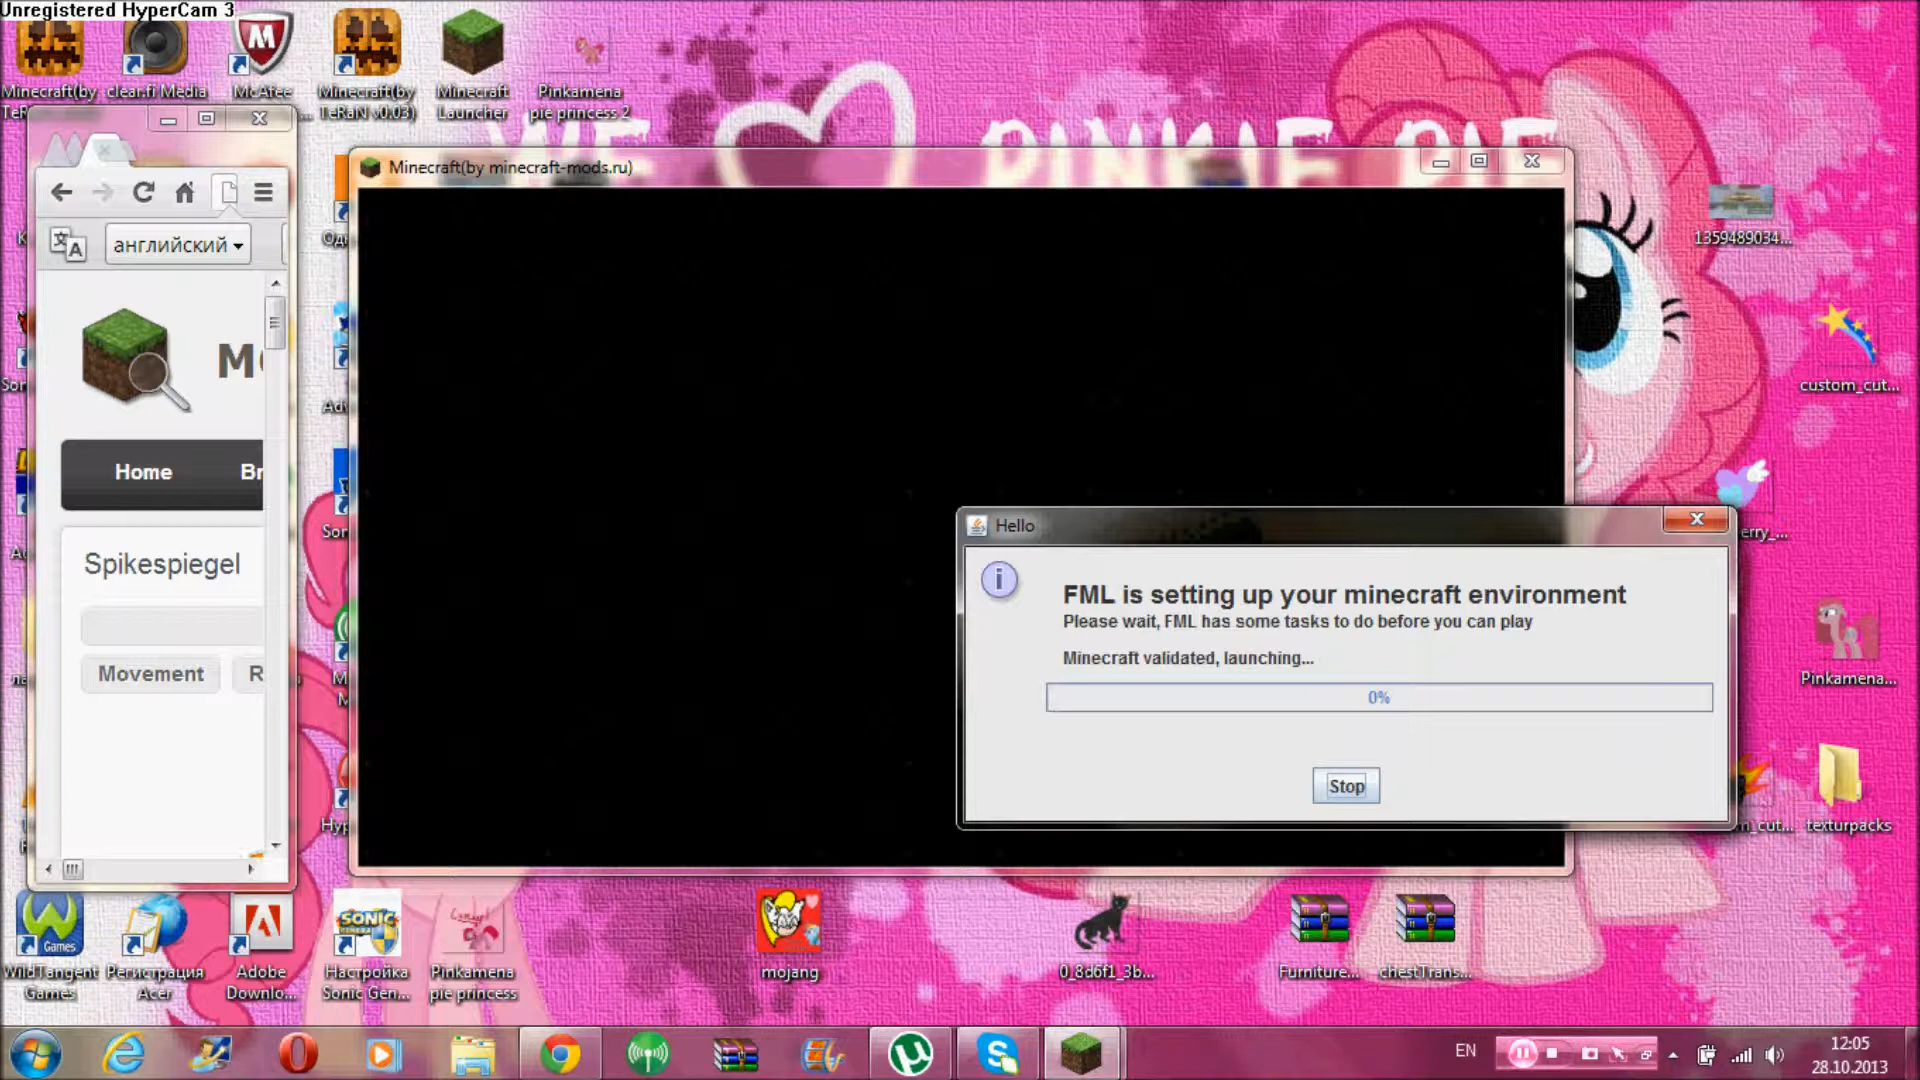 Unregistered HyperCam 3
Minecraft(by
clear.fi Media
McAfee
Minecraft(by
TeRaN v0.03)
Minecraft
Launcher
Pinkamena
pie princess 2
WE PINKIE PIE
Minecraft(by minecraft-mods.ru)
английский
Home
Spikespiegel
Movement
1359489034...
custom_cut...
Hello
FML is setting up your minecraft environment
Please wait, FML has some tasks to do before you can play
Minecraft validated, launching...
0%
Stop
Pinkamena...
texturpacks
WildTangent
Games
Регистрация
Acer
Adobe
Downlo...
Настройка
Sonic Gen...
Pinkamena
pie princess
mojang
0_8d6f1_3b...
Furniture...
chestTrans...
EN
12:05
28.10.2013